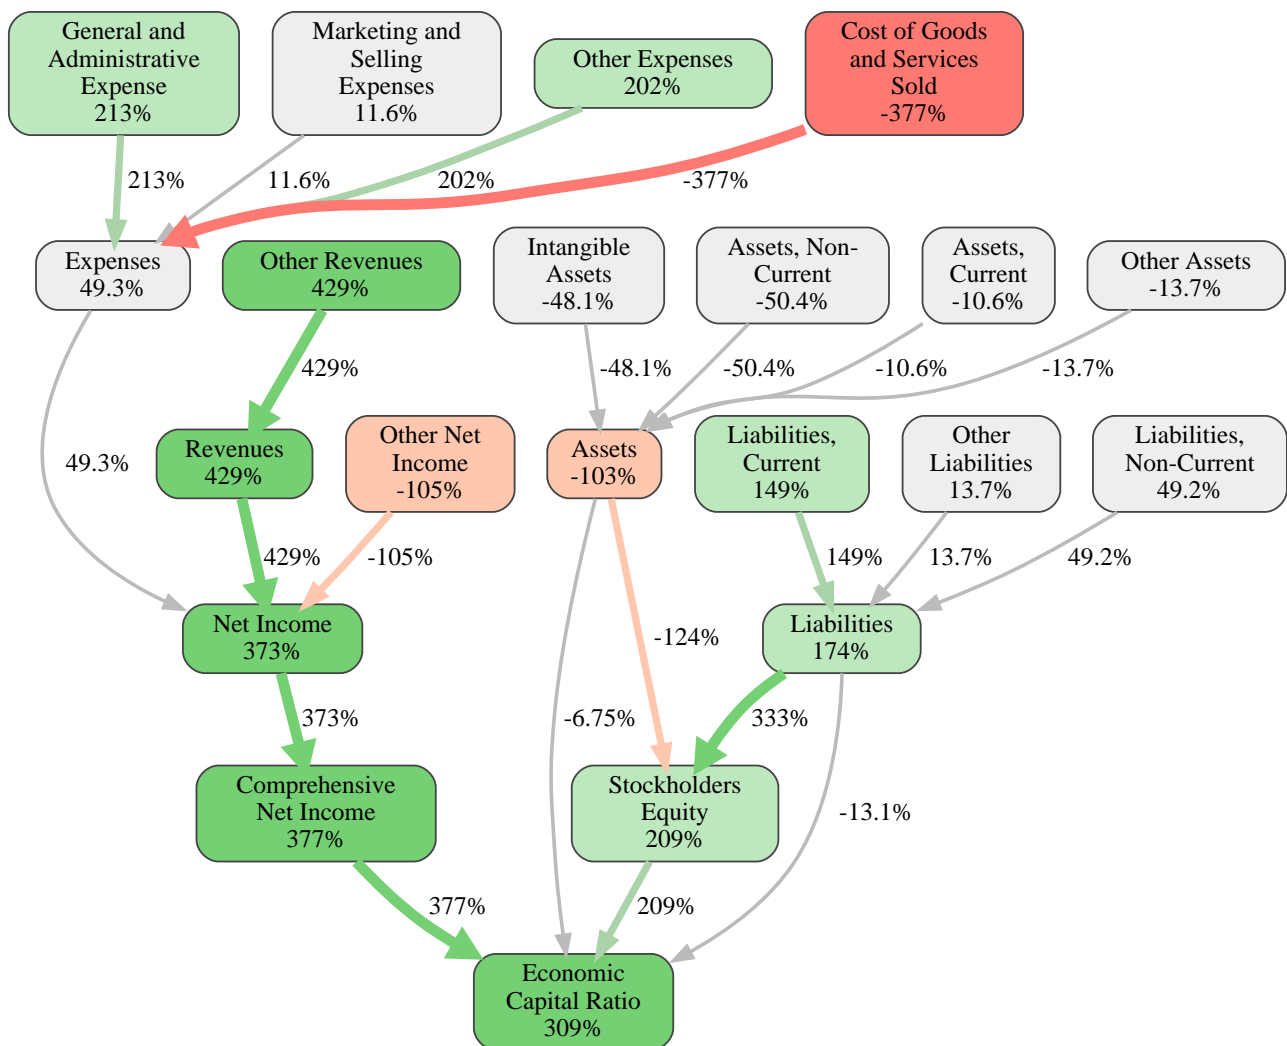 General and
Administrative
Expense
213%
Marketing and
Selling
Expenses
11.6%
Other Expenses
202%
Cost of Goods
and Services
Sold
-377%
213%
11.6%
202%
-377%
Expenses
49.3%
Other Revenues
429%
Intangible
Assets
-48.1%
Assets, Non-
Current
-50.4%
Assets,
Current
-10.6%
Other Assets
-13.7%
429%
-48.1%
-50.4%
-10.6%
-13.7%
49.3%
Revenues
429%
Other Net
Income
-105%
Assets
-103%
Liabilities,
Current
149%
Other
Liabilities
13.7%
Liabilities,
Non-Current
49.2%
429%
-105%
149%
13.7%
49.2%
Net Income
373%
-124%
Liabilities
174%
373%
-6.75%
333%
Comprehensive
Net Income
377%
Stockholders
Equity
209%
-13.1%
377%
209%
Economic
Capital Ratio
309%